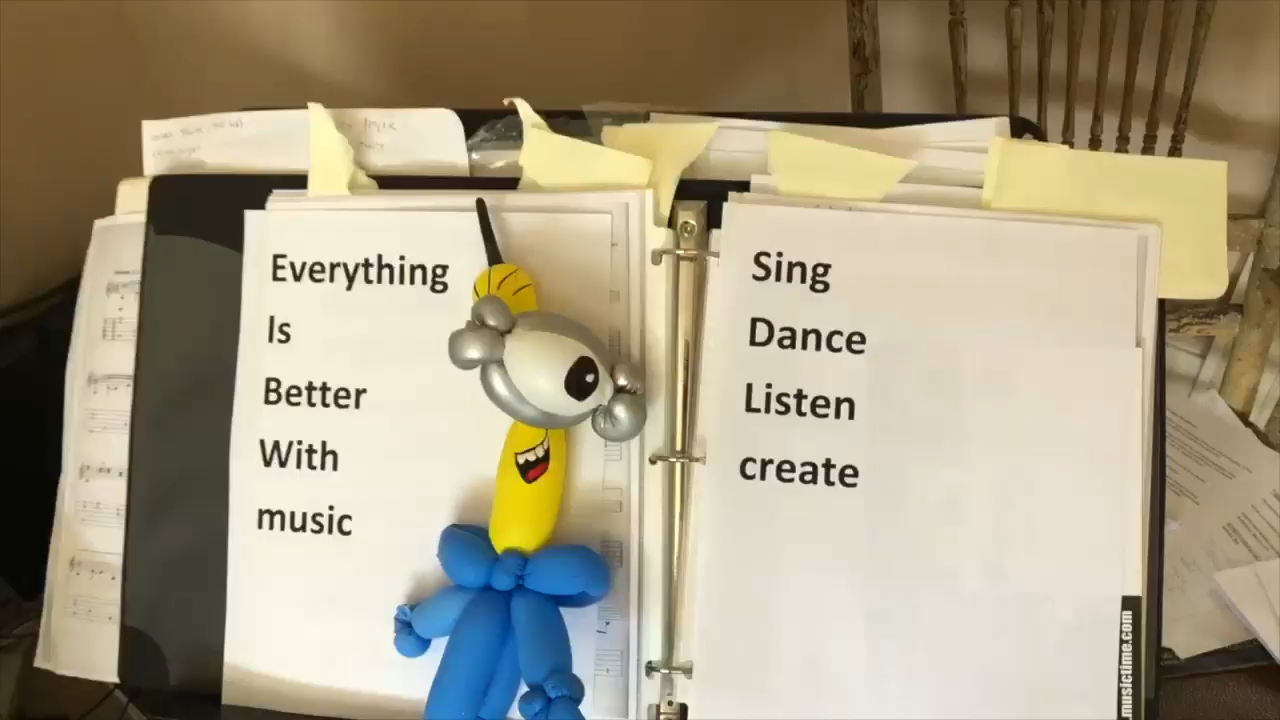 Everything
Is
Better
With
music
Sing
Dance
Listen
create
musictime.com